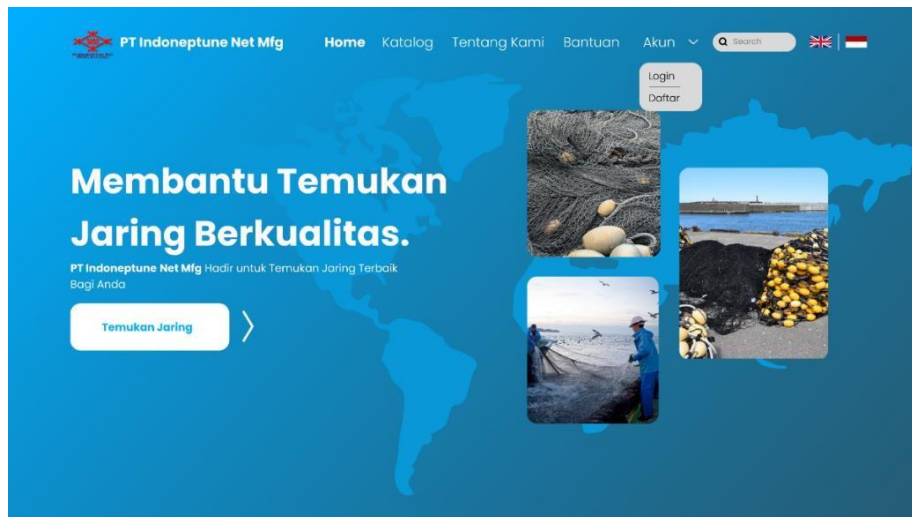 PT Indoneptune Net Mfg
Home Katalog Tentang Kami Bantuan Akun Search
Login
Daftar
Membantu Temukan
Jaring Berkualitas.
PT Indoneptune Net Mfg Hadir untuk Temukan Jaring Terbaik
Bagi Anda
Temukan Jaring